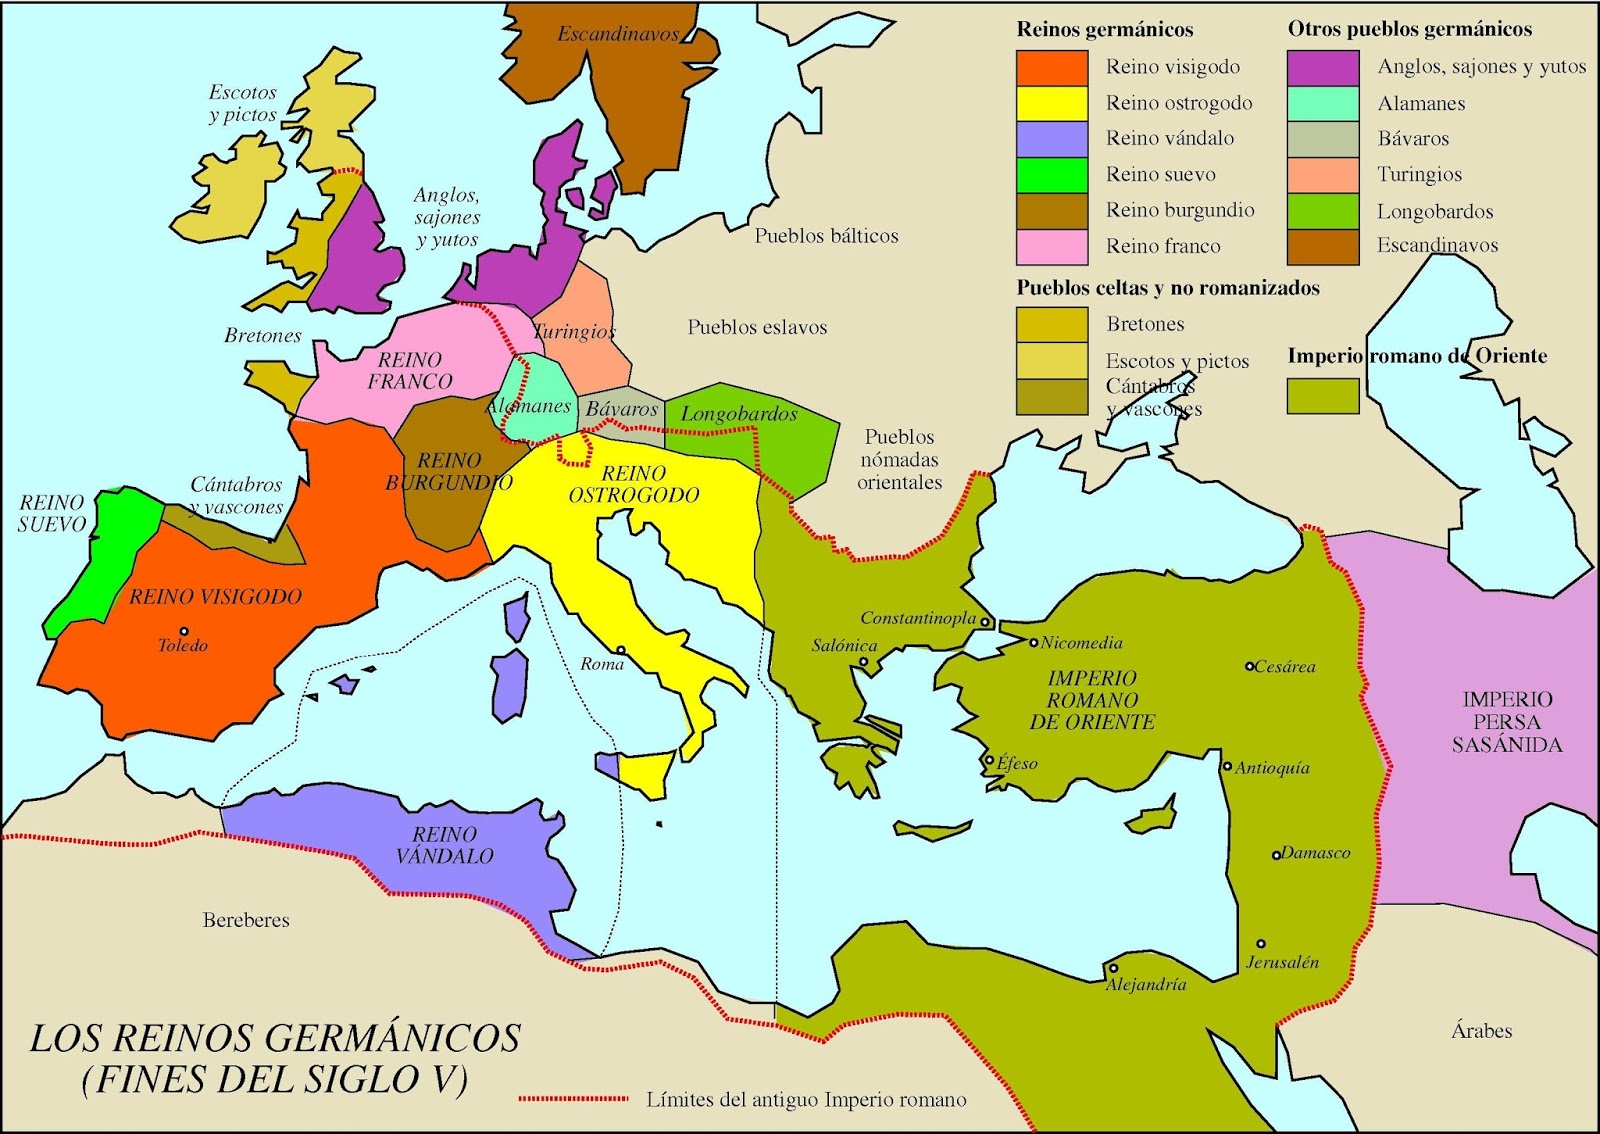 Reinos germánicos
Reino visigodo
Reino ostrogodo
Reino vándalo
Reino suevo
Reino burgundio
Reino franco
Otros pueblos germánicos
Anglos, sajones y yutos
Alamanes
Bávaros
Turingios
Longobardos
Escandinavos
Pueblos celtas y no romanizados
Bretones
Escotos y pictos
Cántabros
y vascones
Imperio romano de Oriente
Escandinavos
Escotos
y pictos
Anglos,
sajones
y yutos
Pueblos bálticos
Bretones
Turingios
Pueblos eslavos
REINO
FRANCO
Alamanes
Bávaros
Longobardos
Pueblos
nómadas
orientales
REINO
BURGUNDIO
REINO
OSTROGODO
REINO
SUEVO
Cántabros
y vascones
REINO VISIGODO
Toledo
Roma
Constantinopla
Salónica
Nicomedia
Cesárea
IMPERIO
ROMANO
DE ORIENTE
Éfeso
Antioquía
IMPERIO
PERSA
SASÁNIDA
REINO
VÁNDALO
Damasco
Bereberes
Jerusalén
Alejandría
Árabes
LOS REINOS GERMÁNICOS
(FINES DEL SIGLO V)
Límites del antiguo Imperio romano